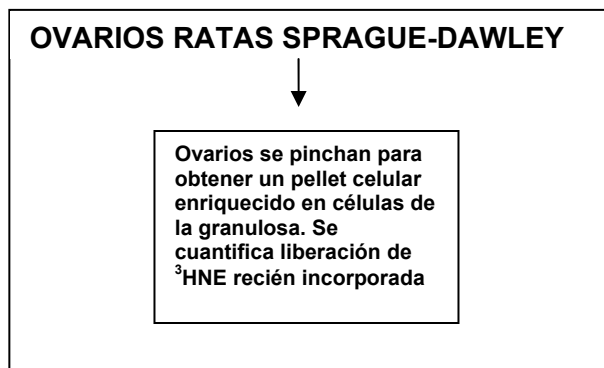 OVARIOS RATAS SPRAGUE-DAWLEY
Ovarios se pinchan para
obtener un pellet celular
enriquecido en células de
la granulosa. Se
cuantifica liberación de
³HNE recién incorporada